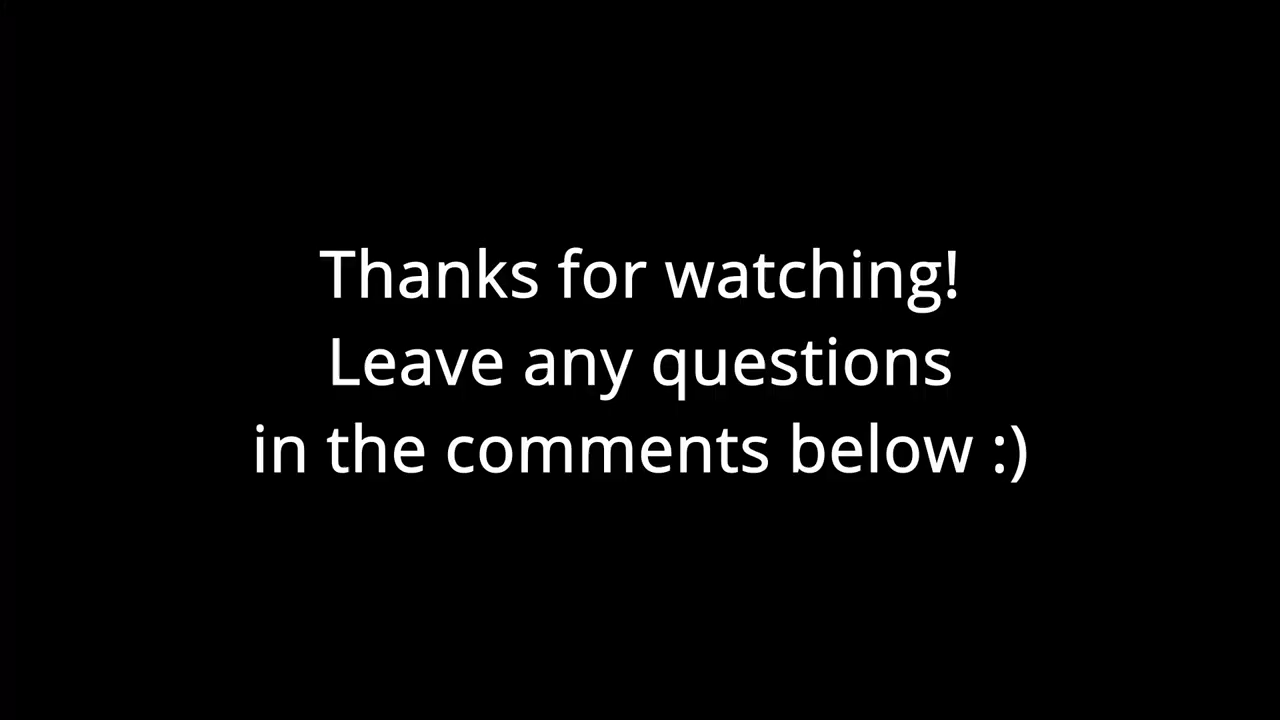 Thanks for watching!
Leave any questions
in the comments below :)